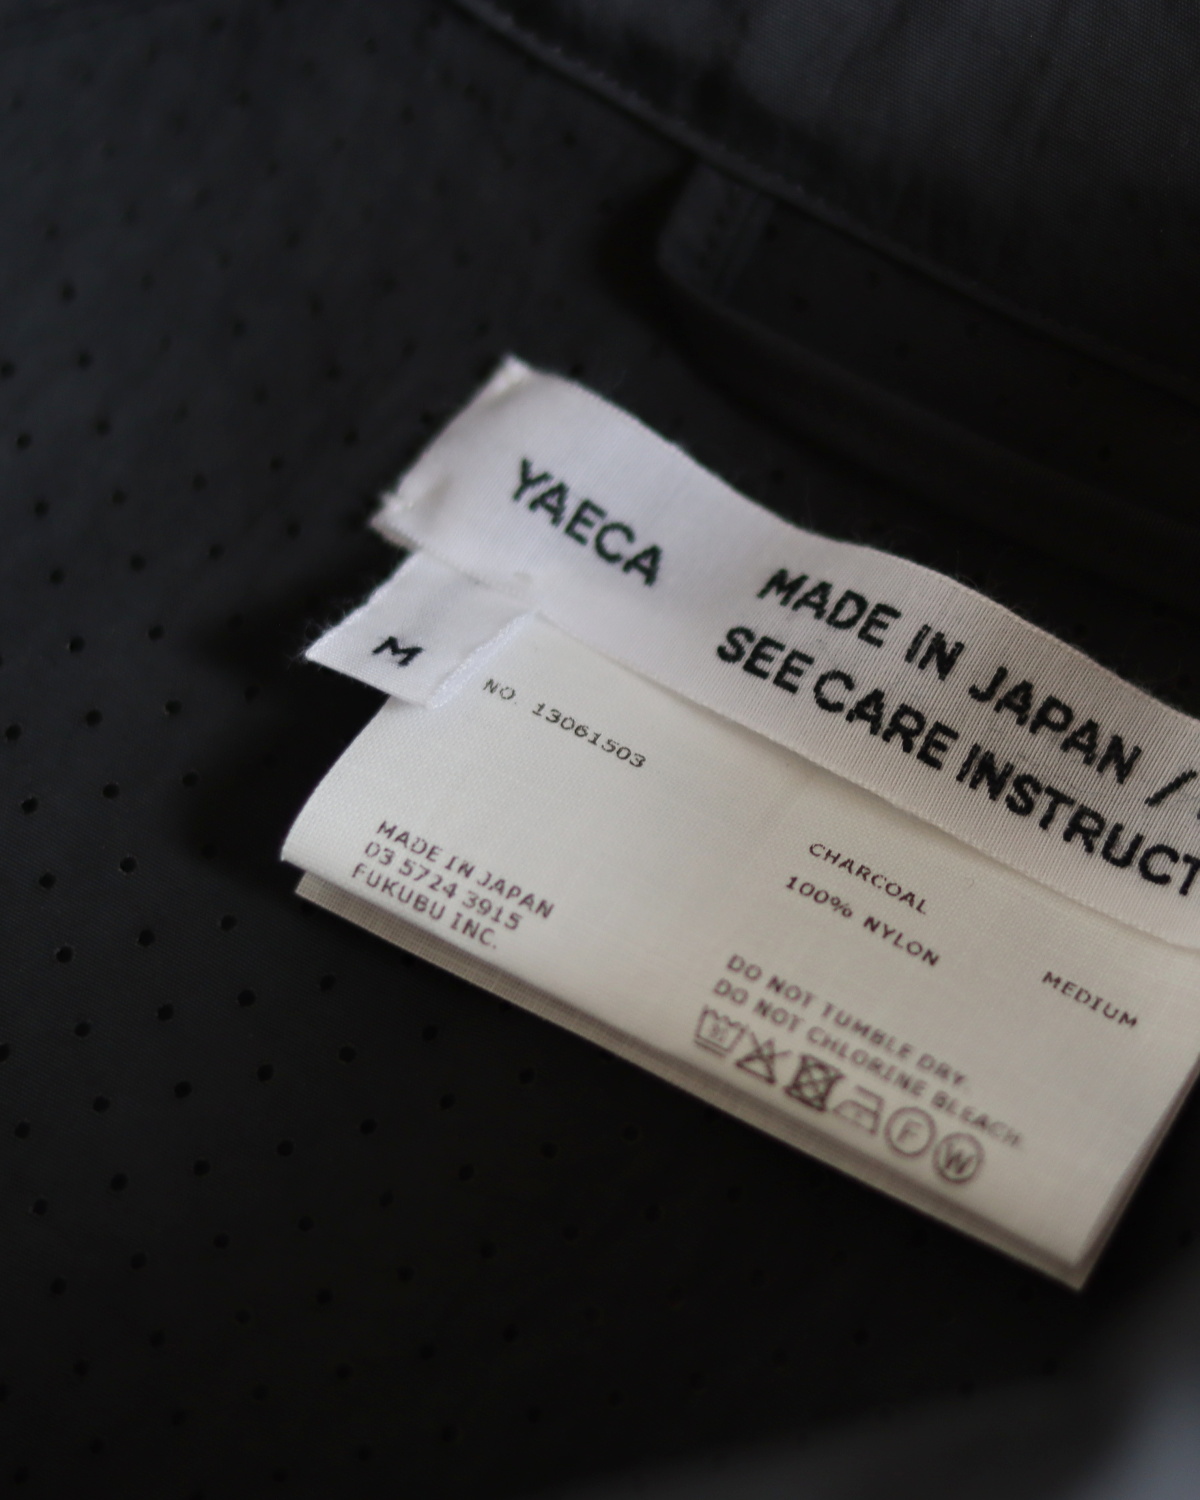 YAECA
MADE IN JAPAN /
SEE CARE INSTRUCT
M
NO. 13061503
MADE IN JAPAN
03 5724 3915
FUKUBU INC.
CHARCOAL
100% NYLON
MEDIUM
DO NOT TUMBLE DRY.
DO NOT CHLORINE BLEACH.
F W